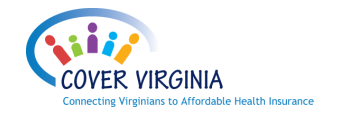 COVER VIRGINIA
Connecting Virginians to Affordable Health Insurance